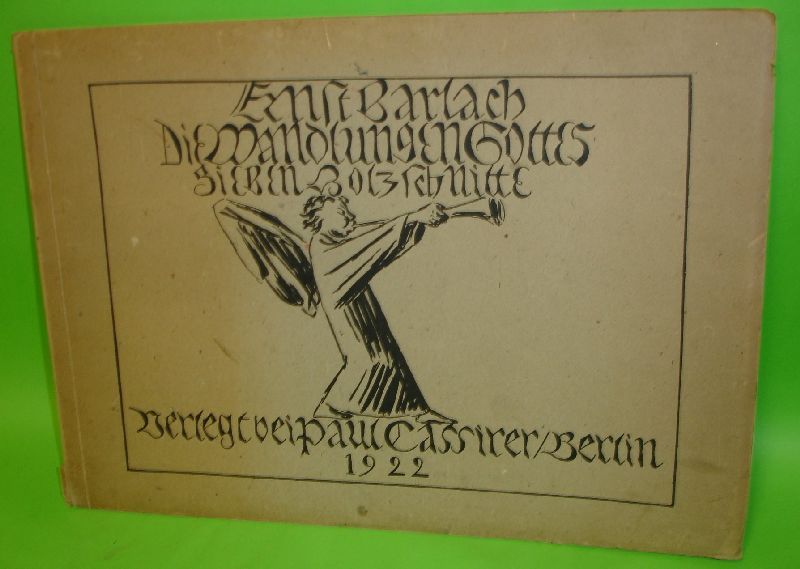 Ernst Barlach
Die Wandlungen Gottes
Sieben Holzschnitte
Verlegt bei Paul Cassirer/Berlin
1922